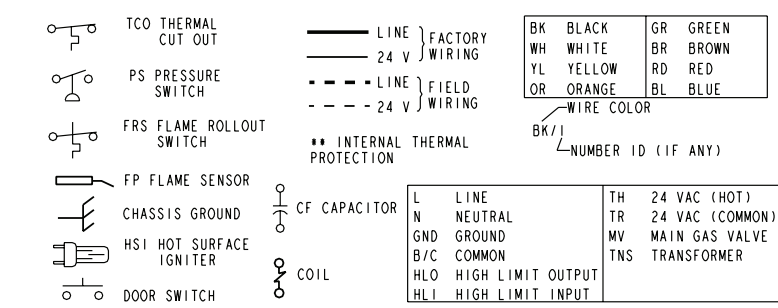 TCO THERMAL
CUT OUT
PS PRESSURE
SWITCH
FRS FLAME ROLLOUT
SWITCH
FP FLAME SENSOR
CHASSIS GROUND
HSI HOT SURFACE
IGNITER
DOOR SWITCH
LINE
24 V
FACTORY
WIRING
LINE
24 V
FIELD
WIRING
** INTERNAL THERMAL
PROTECTION
CF CAPACITOR
COIL
BK BLACK GR GREEN
WH WHITE BR BROWN
YL YELLOW RD RED
OR ORANGE BL BLUE
WIRE COLOR
BK/1
NUMBER ID (IF ANY)
L LINE TH 24 VAC (HOT)
N NEUTRAL TR 24 VAC (COMMON)
GND GROUND MV MAIN GAS VALVE
B/C COMMON TNS TRANSFORMER
HLO HIGH LIMIT OUTPUT
HLI HIGH LIMIT INPUT